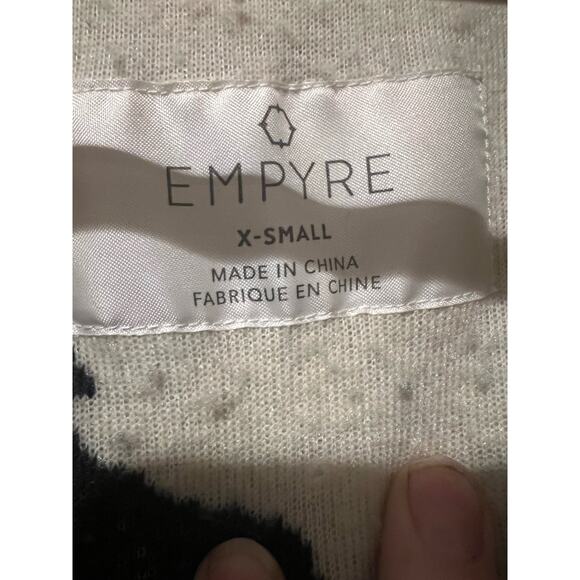 EMPYRE
X-SMALL
MADE IN CHINA
FABRIQUE EN CHINE